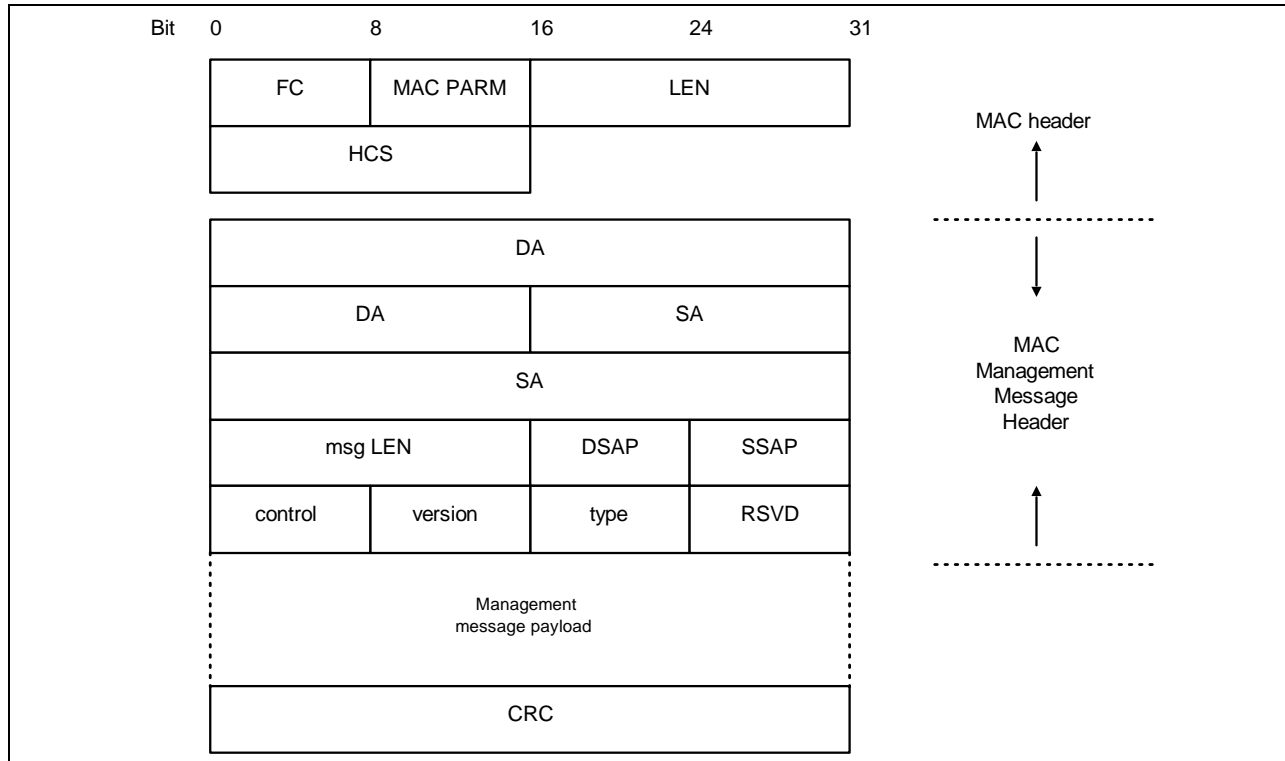 Bit 0 8 16 24 31
FC MAC PARM LEN
MAC header
HCS
DA
DA SA
MAC
Management
Message
Header
SA
msg LEN DSAP SSAP
control version type RSVD
Management
message payload
CRC